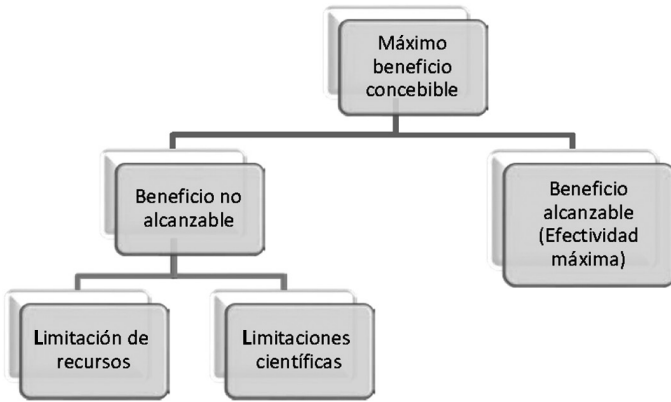 Máximo
beneficio
concebible
Beneficio no
alcanzable
Beneficio
alcanzable
(Efectividad
máxima)
Limitación de
recursos
Limitaciones
científicas